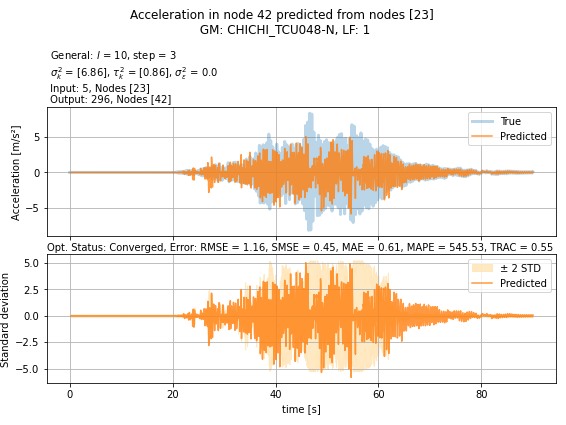 Acceleration in node 42 predicted from nodes [23]
GM: CHICHI_TCU048-N, LF: 1
General: l = 10, step = 3
σ²ₖ = [6.86], τ²ₖ = [0.86], σ²ε = 0.0
Input: 5, Nodes [23]
Output: 296, Nodes [42]
True
Predicted
5
0
−5
Acceleration [m/s²]
Opt. Status: Converged, Error: RMSE = 1.16, SMSE = 0.45, MAE = 0.61, MAPE = 545.53, TRAC = 0.55
± 2 STD
Predicted
5.0
2.5
0.0
−2.5
−5.0
Standard deviation
0 20 40 60 80
time [s]